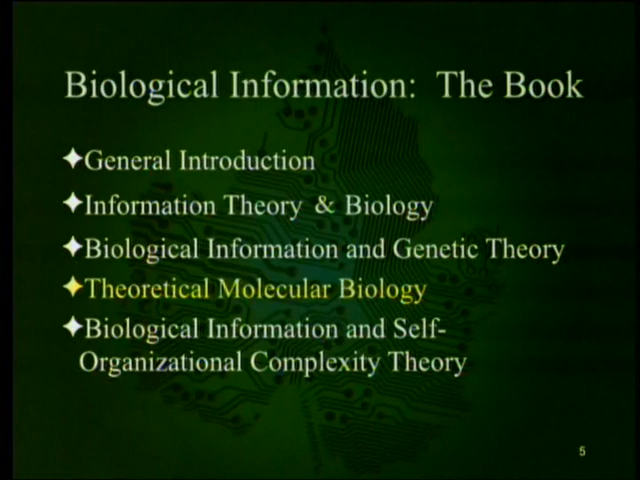 Biological Information: The Book
✦General Introduction
✦Information Theory & Biology
✦Biological Information and Genetic Theory
✦Theoretical Molecular Biology
✦Biological Information and Self-
Organizational Complexity Theory
5